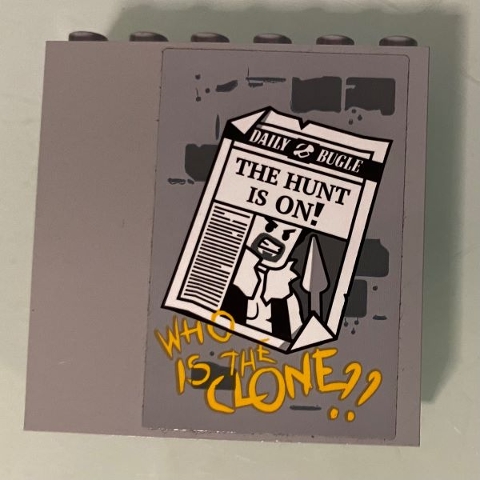 DAILY BUGLE
THE HUNT
IS ON!
WHO
IS THE
CLONE??